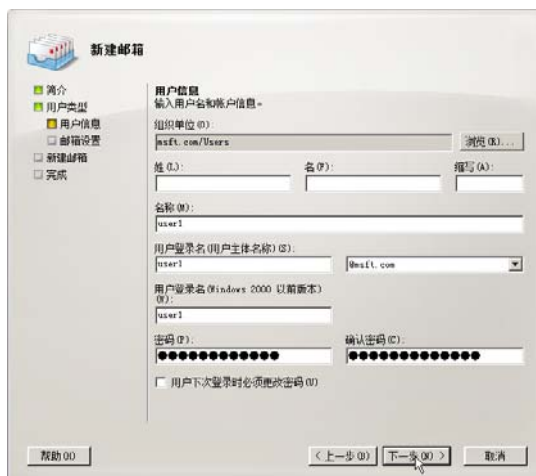 新建邮箱
简介
用户类型
用户信息
邮箱设置
新建邮箱
完成
用户信息
输入用户名和帐户信息。
组织单位(O):
msft.com/Users
浏览(R)...
姓(L):
名(F):
缩写(A):
名称(M):
user1
用户登录名(用户主体名称)(S):
user1
@msft.com
用户登录名(Windows 2000 以前版本)
(W):
user1
密码(P):
确认密码(C):
●●●●●●●●●●●●
●●●●●●●●●●●●●
用户下次登录时必须更改密码(U)
帮助(H)
< 上一步(B)
下一步(N) >
取消